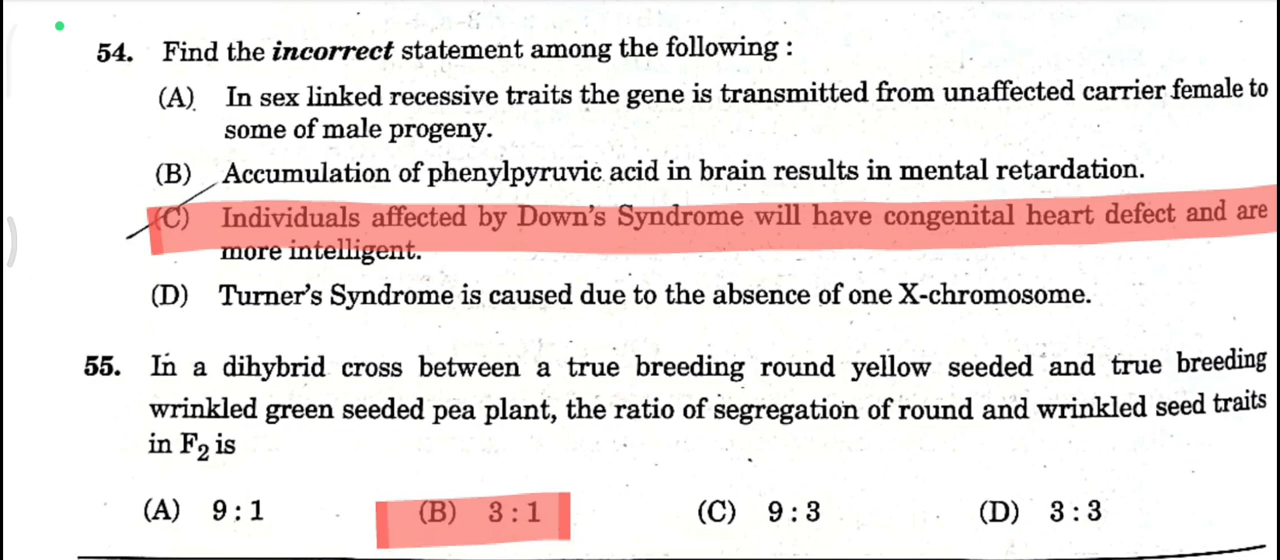 54. Find the incorrect statement among the following :
(A) In sex linked recessive traits the gene is transmitted from unaffected carrier female to
some of male progeny.
(B) Accumulation of phenylpyruvic acid in brain results in mental retardation.
(C) Individuals affected by Down's Syndrome will have congenital heart defect and are
more intelligent.
(D) Turner's Syndrome is caused due to the absence of one X-chromosome.
55. In a dihybrid cross between a true breeding round yellow seeded and true breeding
wrinkled green seeded pea plant, the ratio of segregation of round and wrinkled seed traits
in F₂ is
(A) 9 : 1 (B) 3 : 1 (C) 9 : 3 (D) 3 : 3